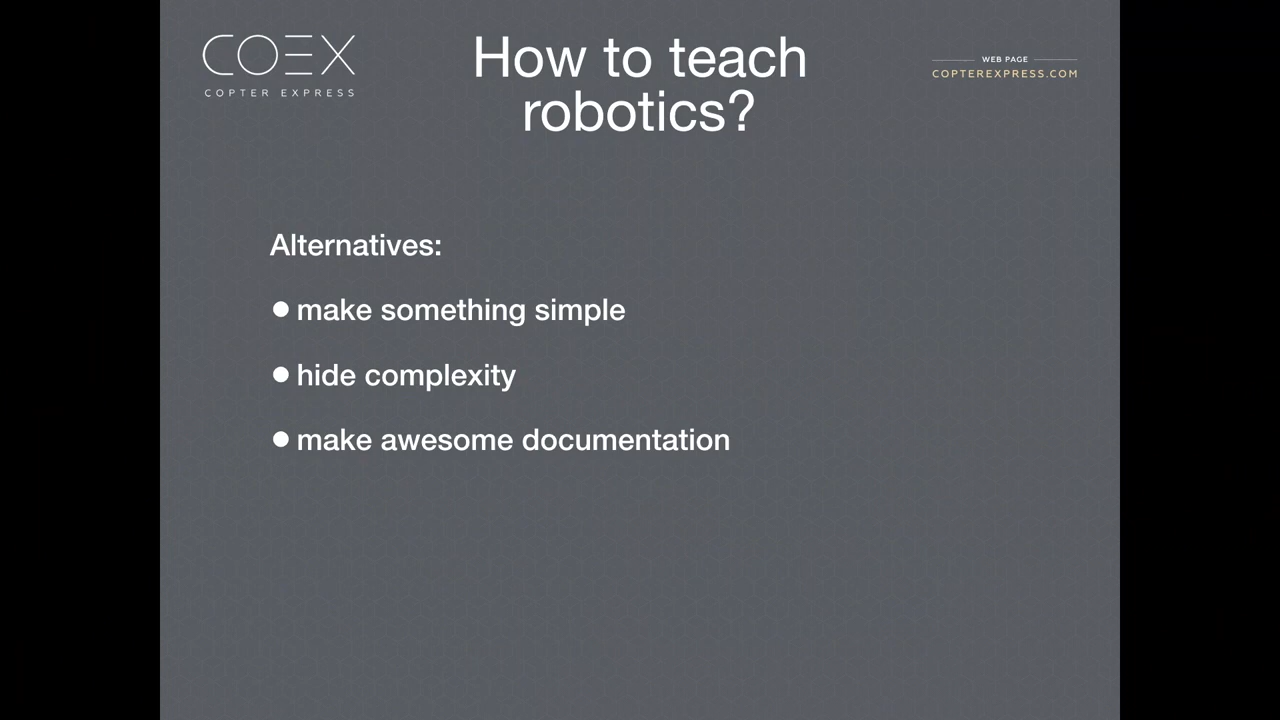 COEX
COPTER EXPRESS
How to teach
robotics?
WEB PAGE
COPTEREXPRESS.COM
Alternatives:
● make something simple
● hide complexity
● make awesome documentation